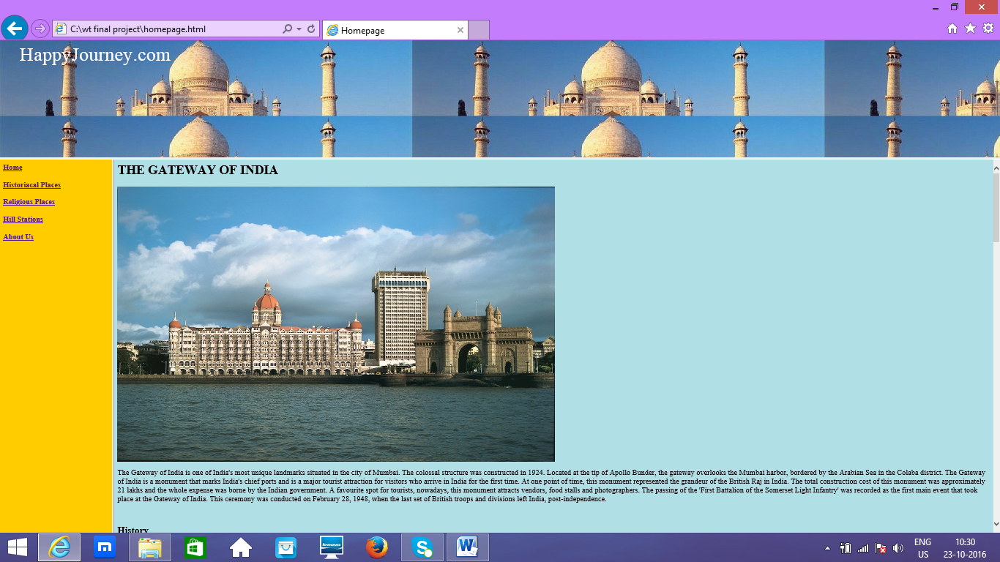 C:\wt final project\homepage.html
Homepage
HappyJourney.com
Home
Historiacal Places
Religious Places
Hill Stations
About Us
THE GATEWAY OF INDIA
The Gateway of India is one of India's most unique landmarks situated in the city of Mumbai. The colossal structure was constructed in 1924. Located at the tip of Apollo Bunder, the gateway overlooks the Mumbai harbor, bordered by the Arabian Sea in the Colaba district. The Gateway
of India is a monument that marks India's chief ports and is a major tourist attraction for visitors who arrive in India for the first time. At one point of time, this monument represented the grandeur of the British Raj in India. The total construction cost of this monument was approximately
21 lakhs and the whole expense was borne by the Indian government. A favourite spot for tourists, nowadays, this monument attracts vendors, food stalls and photographers. The passing of the 'First Battalion of the Somerset Light Infantry' was recorded as the first main event that took
place at the Gateway of India. This ceremony was conducted on February 28, 1948, when the last set of British troops and divisions left India, post-independence.
History
m
lenovo
S
W
ENG
US
10:30
23-10-2016